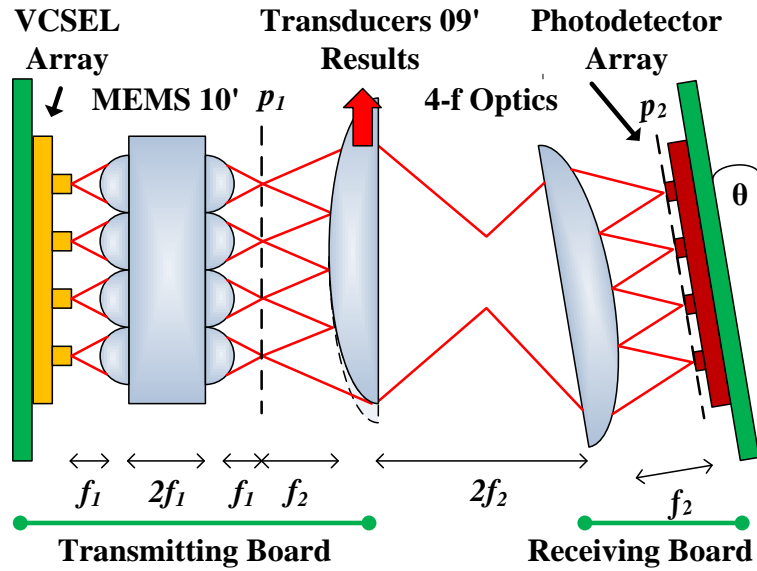 VCSEL
Array
Transducers 09'
Results
Photodetector
Array
MEMS 10'
p1
4-f Optics
p2
θ
f1
2f1
f1
f2
2f2
f2
Transmitting Board
Receiving Board